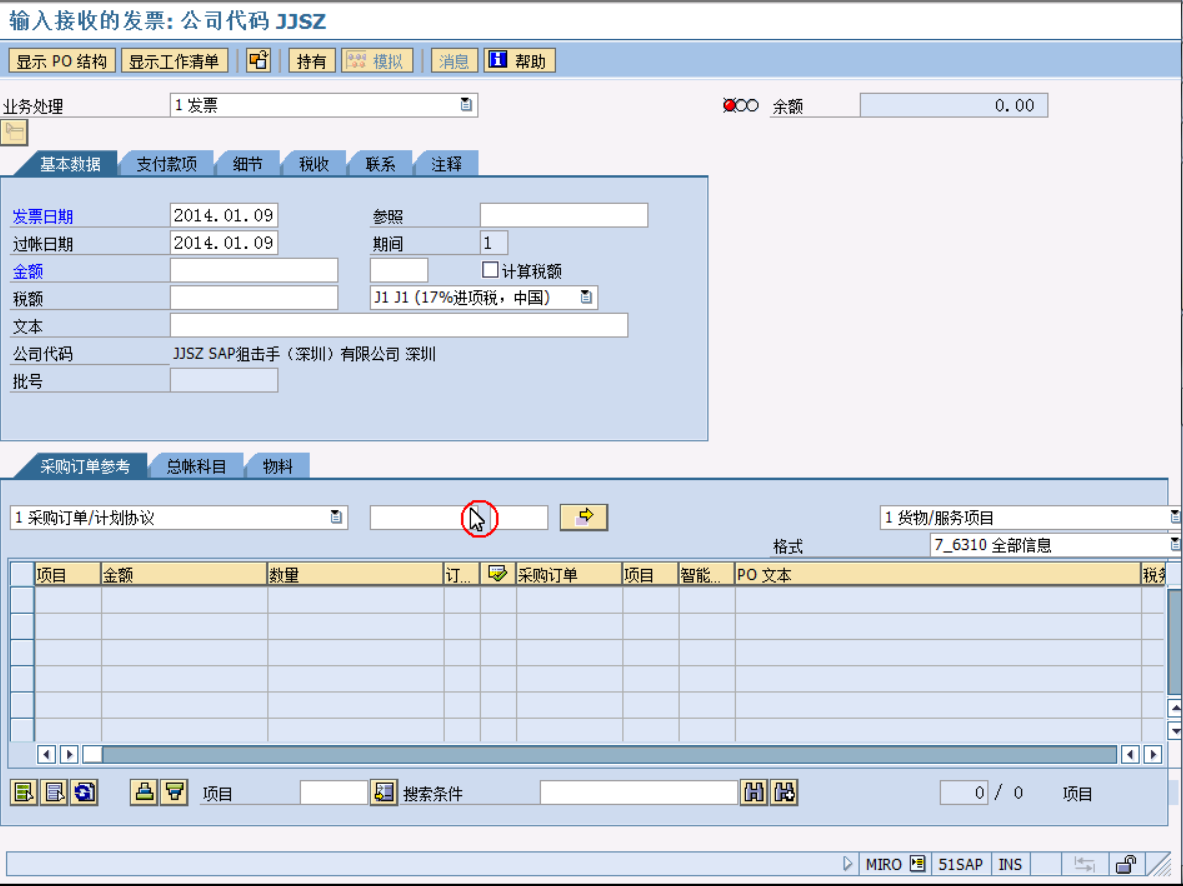 输入接收的发票: 公司代码 JJSZ
显示 PO 结构 显示工作清单 持有 模拟 消息 帮助
业务处理 1 发票 余额 0.00
基本数据 支付款项 细节 税收 联系 注释
发票日期 2014.01.09 参照
过帐日期 2014.01.09 期间 1
金额 计算税额
税额 J1 J1 (17%进项税，中国)
文本
公司代码 JJSZ SAP狙击手（深圳）有限公司 深圳
批号
采购订单参考 总帐科目 物料
1 采购订单/计划协议 1 货物/服务项目
格式 7_6310 全部信息
项目 金额 数量 订... 采购订单 项目 智能... PO 文本 税务
项目 搜索条件 0 / 0 项目
MIRO 51SAP INS